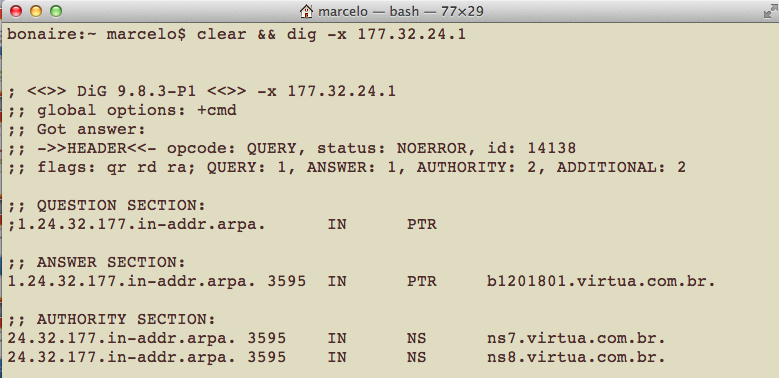 marcelo — bash — 77×29
bonaire:~ marcelo$ clear && dig -x 177.32.24.1
; <<>> DiG 9.8.3-P1 <<>> -x 177.32.24.1
;; global options: +cmd
;; Got answer:
;; ->>HEADER<<- opcode: QUERY, status: NOERROR, id: 14138
;; flags: qr rd ra; QUERY: 1, ANSWER: 1, AUTHORITY: 2, ADDITIONAL: 2
;; QUESTION SECTION:
;1.24.32.177.in-addr.arpa. IN PTR
;; ANSWER SECTION:
1.24.32.177.in-addr.arpa. 3595 IN PTR b1201801.virtua.com.br.
;; AUTHORITY SECTION:
24.32.177.in-addr.arpa. 3595 IN NS ns7.virtua.com.br.
24.32.177.in-addr.arpa. 3595 IN NS ns8.virtua.com.br.